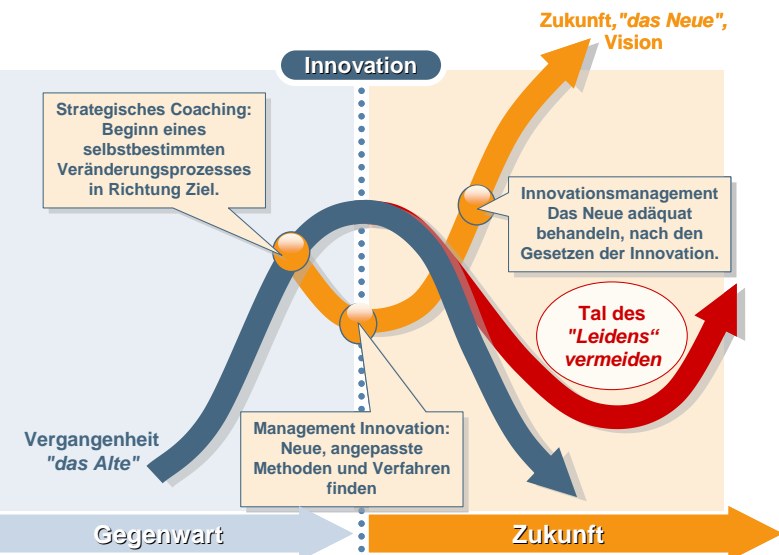 Zukunft,"das Neue",
Vision
Innovation
Strategisches Coaching:
Beginn eines
selbstbestimmten
Veränderungsprozesses
in Richtung Ziel.
Innovationsmanagement
Das Neue adäquat
behandeln, nach den
Gesetzen der Innovation.
Tal des
"Leidens“
vermeiden
Vergangenheit
"das Alte"
Management Innovation:
Neue, angepasste
Methoden und Verfahren
finden
Gegenwart
Zukunft